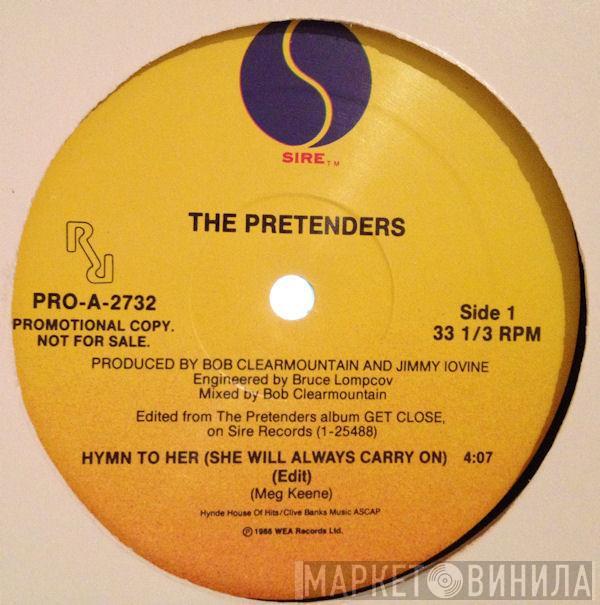 SIRE TM
THE PRETENDERS
PRO-A-2732
PROMOTIONAL COPY.
NOT FOR SALE.
Side 1
33 1/3 RPM
PRODUCED BY BOB CLEARMOUNTAIN AND JIMMY IOVINE
Engineered by Bruce Lompcov
Mixed by Bob Clearmountain
Edited from The Pretenders album GET CLOSE,
on Sire Records (1-25488)
HYMN TO HER (SHE WILL ALWAYS CARRY ON) 4:07
(Edit)
(Meg Keene)
Hynde House Of Hits/Clive Banks Music ASCAP
℗ 1986 WEA Records Ltd.
МАРКЕТ ВИНИЛА